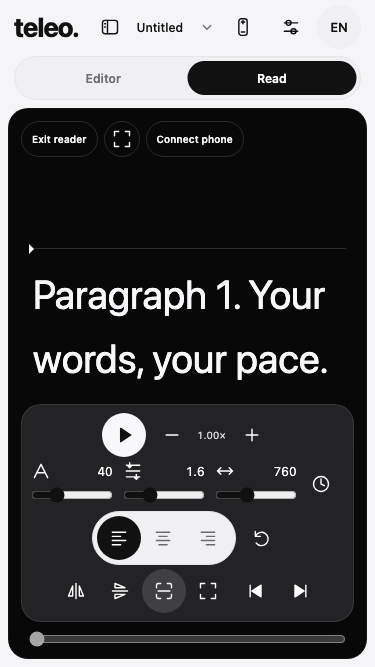 teleo.
Untitled
EN
Editor
Read
Exit reader
Connect phone
Paragraph 1. Your
words, your pace.
1.00×
40
1.6
760